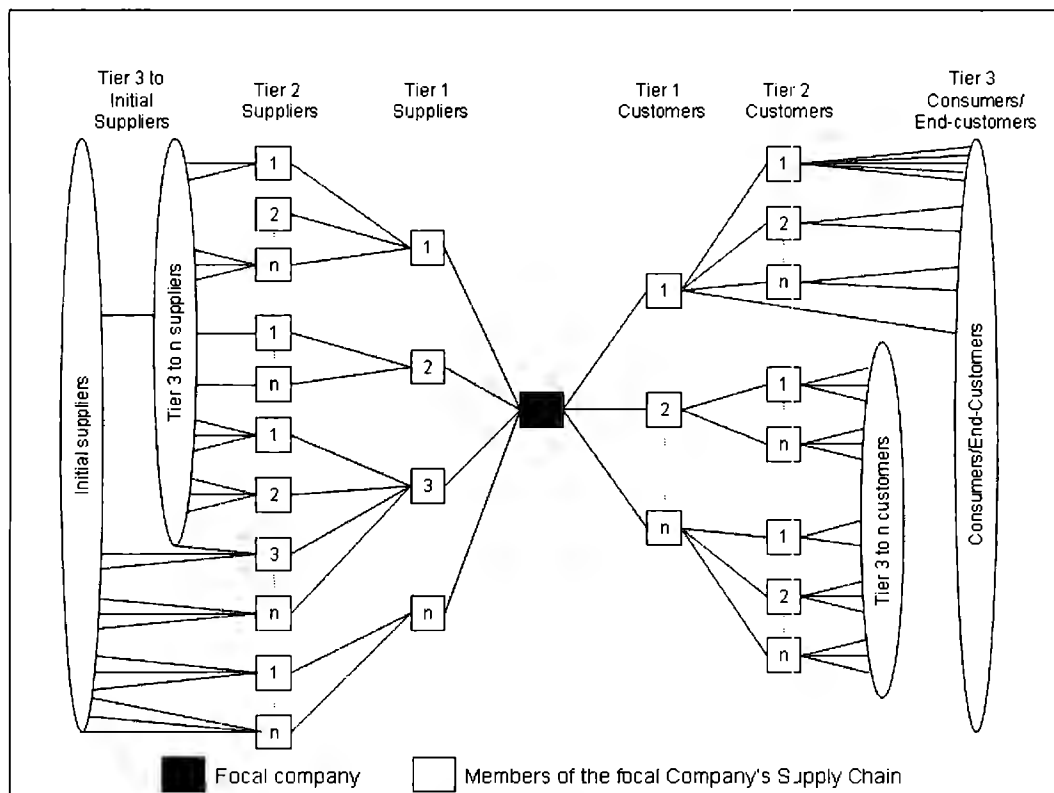 Tier 3 to
Initial
Suppliers
Tier 2
Suppliers
Tier 1
Suppliers
Tier 1
Customers
Tier 2
Customers
Tier 3
Consumers/
End-customers
Initial suppliers
Tier 3 to n suppliers
1
2
n
1
n
1
2
3
n
1
n
1
2
3
n
1
2
n
1
2
n
1
n
1
2
n
Tier 3 to n customers
Consumers/End-Customers
Focal company
Members of the focal Company's Supply Chain